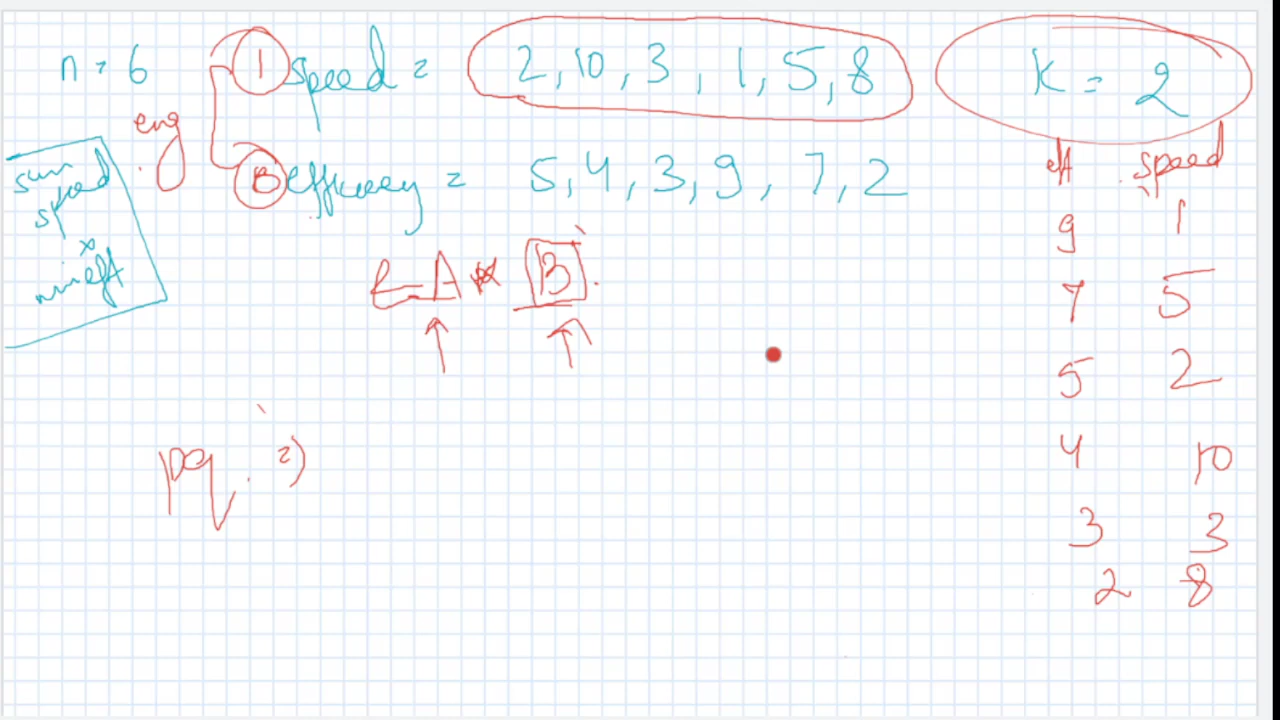 n = 6
1 speed = 2, 10, 3, 1, 5, 8
K = 2
eng
B efficiency = 5, 4, 3, 9, 7, 2
eff speed
sum
speed
x
min eff
A * B
9 1
7 5
5 2
4 10
3 3
2 8
pq. =)